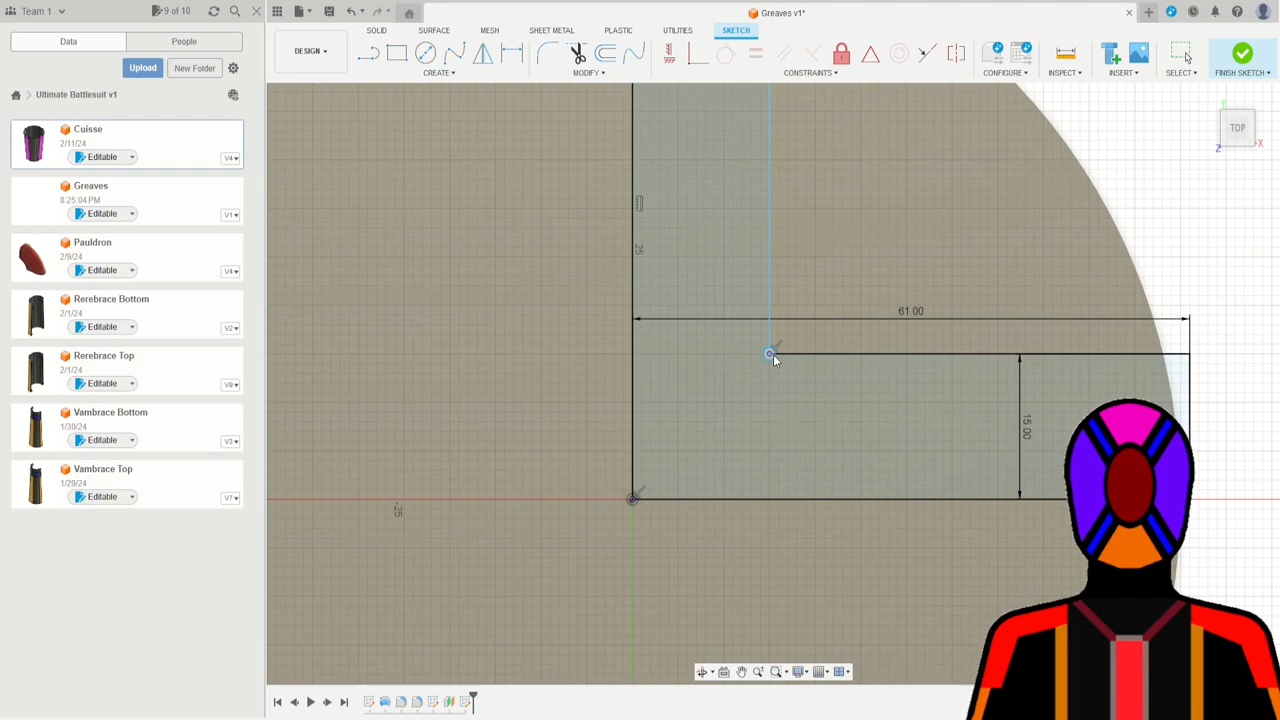 Team 1
9 of 10
Greaves v1*
Data
People
Upload
New Folder
Ultimate Battlesuit v1
Cuisse
2/11/24
Editable
V4
Greaves
8:25:04 PM
Editable
V1
Pauldron
2/9/24
Editable
V4
Rerebrace Bottom
2/1/24
Editable
V2
Rerebrace Top
2/1/24
Editable
V9
Vambrace Bottom
1/30/24
Editable
V3
Vambrace Top
1/29/24
Editable
V7
DESIGN
SOLID
SURFACE
MESH
SHEET METAL
PLASTIC
UTILITIES
SKETCH
CREATE
MODIFY
CONSTRAINTS
CONFIGURE
INSPECT
INSERT
SELECT
FINISH SKETCH
TOP
Y
X
Z
25
61.00
15.00
-25